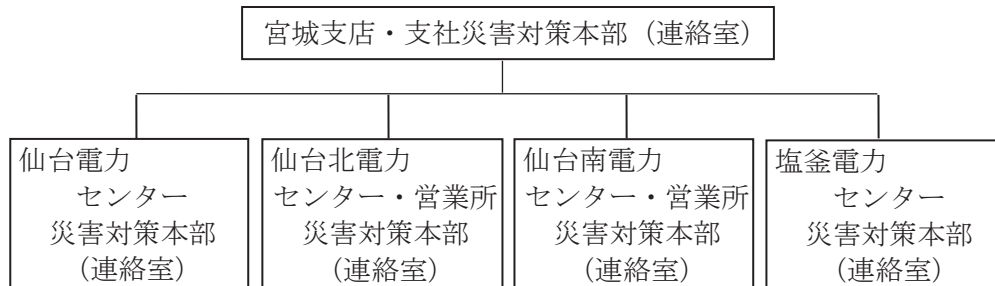 宮城支店・支社災害対策本部（連絡室）
仙台電力
センター
災害対策本部
（連絡室）
仙台北電力
センター・営業所
災害対策本部
（連絡室）
仙台南電力
センター・営業所
災害対策本部
（連絡室）
塩釜電力
センター
災害対策本部
（連絡室）